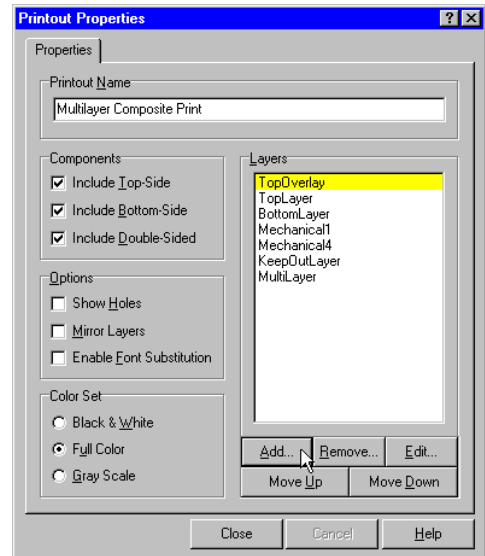 Printout Properties
Properties
Printout Name
Multilayer Composite Print
Components
Include Top-Side
Include Bottom-Side
Include Double-Sided
Options
Show Holes
Mirror Layers
Enable Font Substitution
Color Set
Black & White
Full Color
Gray Scale
Layers
TopOverlay
TopLayer
BottomLayer
Mechanical1
Mechanical4
KeepOutLayer
MultiLayer
Add... Remove... Edit...
Move Up Move Down
Close Cancel Help